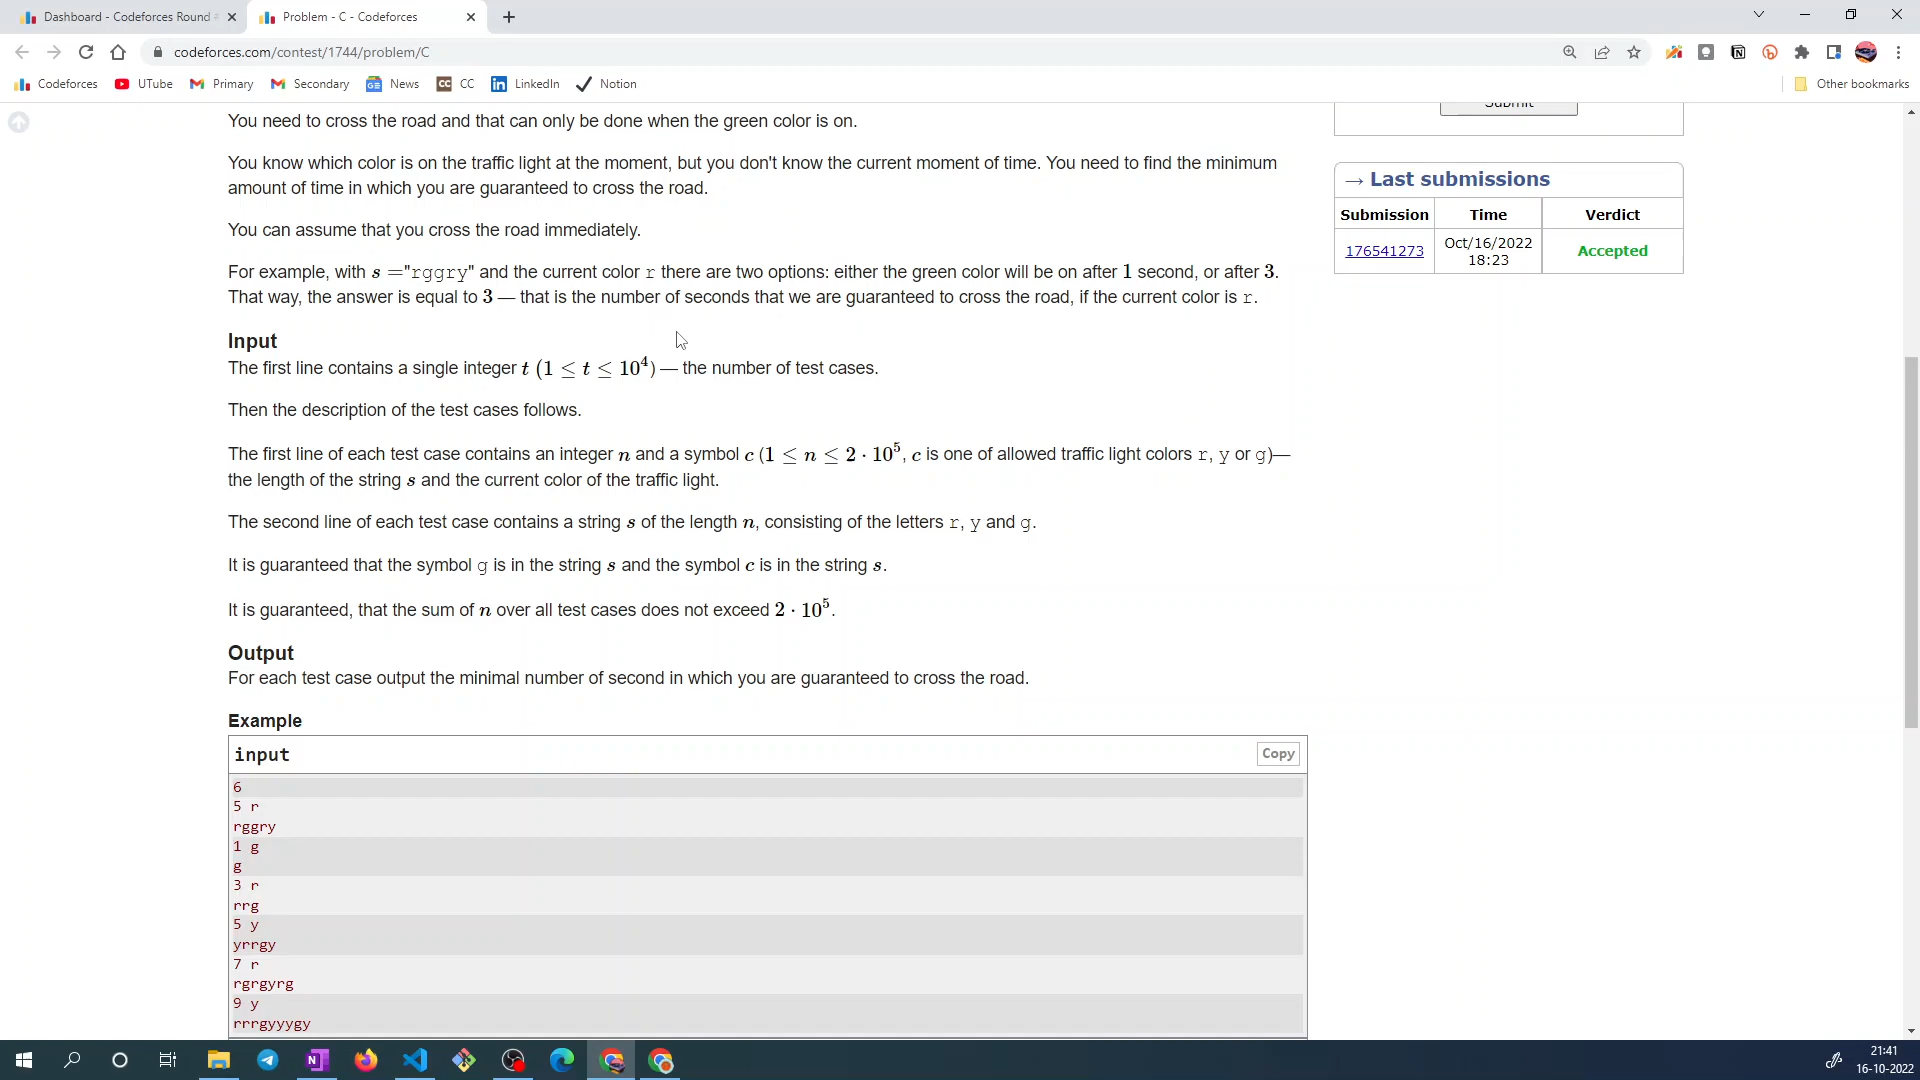 Dashboard - Codeforces Round #
Problem - C - Codeforces
codeforces.com/contest/1744/problem/C
Codeforces UTube Primary Secondary News CC CC LinkedIn Notion Other bookmarks
Submit
You need to cross the road and that can only be done when the green color is on.
You know which color is on the traffic light at the moment, but you don't know the current moment of time. You need to find the minimum
amount of time in which you are guaranteed to cross the road.
You can assume that you cross the road immediately.
For example, with s ="rggry" and the current color r there are two options: either the green color will be on after 1 second, or after 3.
That way, the answer is equal to 3 — that is the number of seconds that we are guaranteed to cross the road, if the current color is r.
Input
The first line contains a single integer t (1 ≤ t ≤ 10⁴) — the number of test cases.
Then the description of the test cases follows.
The first line of each test case contains an integer n and a symbol c (1 ≤ n ≤ 2 · 10⁵, c is one of allowed traffic light colors r, y or g)—
the length of the string s and the current color of the traffic light.
The second line of each test case contains a string s of the length n, consisting of the letters r, y and g.
It is guaranteed that the symbol g is in the string s and the symbol c is in the string s.
It is guaranteed, that the sum of n over all test cases does not exceed 2 · 10⁵.
Output
For each test case output the minimal number of second in which you are guaranteed to cross the road.
Example
input
Copy
6
5 r
rggry
1 g
g
3 r
rrg
5 y
yrrgy
7 r
rgrgyrg
9 y
rrrgyyygy
→ Last submissions
Submission Time Verdict
176541273 Oct/16/2022 Accepted
18:23
21:41
16-10-2022